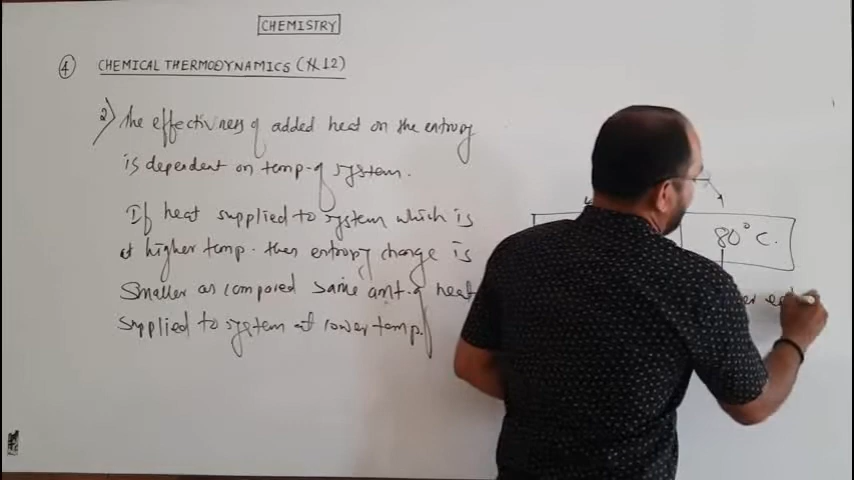 CHEMISTRY
④ CHEMICAL THERMODYNAMICS (#12)
2) The effectiveness of added heat on the entropy
is dependent on temp. of system.
If heat supplied to system which is
at higher temp. then entropy change is
smaller as compared same amt. of heat
supplied to system at lower temp.
80°C.